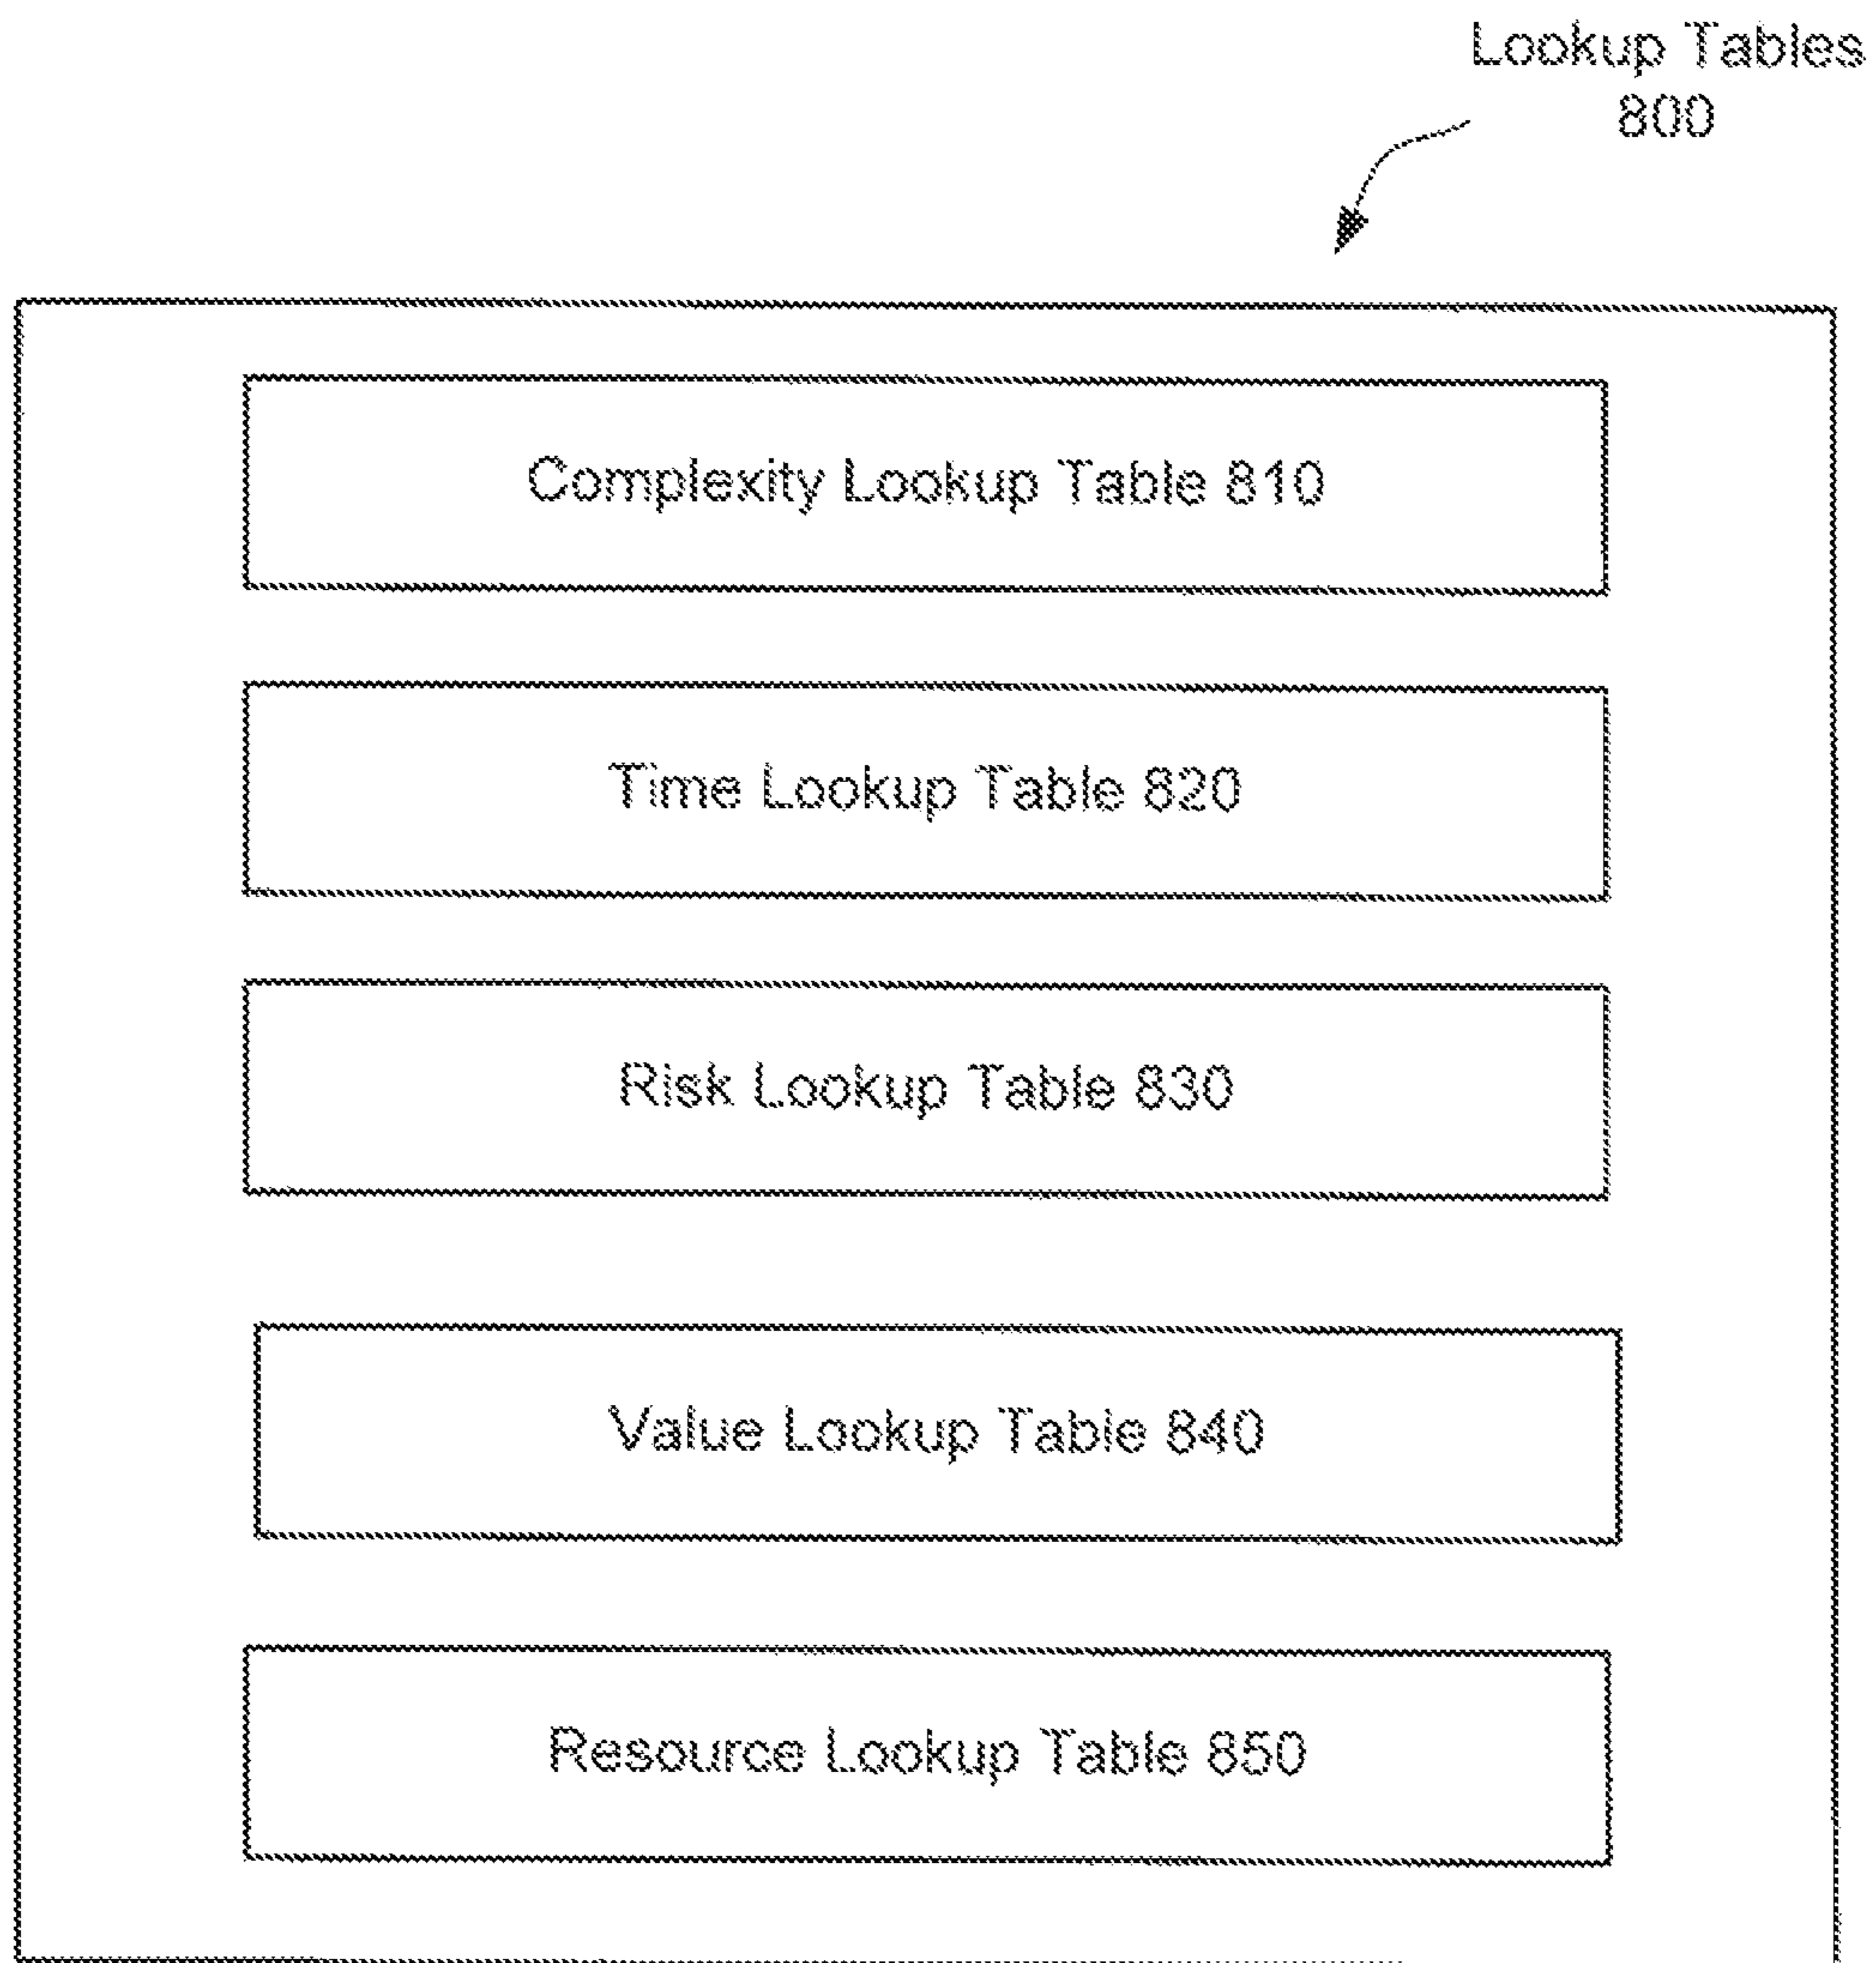 Lookup Tables
800
Complexity Lookup Table 810
Time Lookup Table 820
Risk Lookup Table 830
Value Lookup Table 840
Resource Lookup Table 850